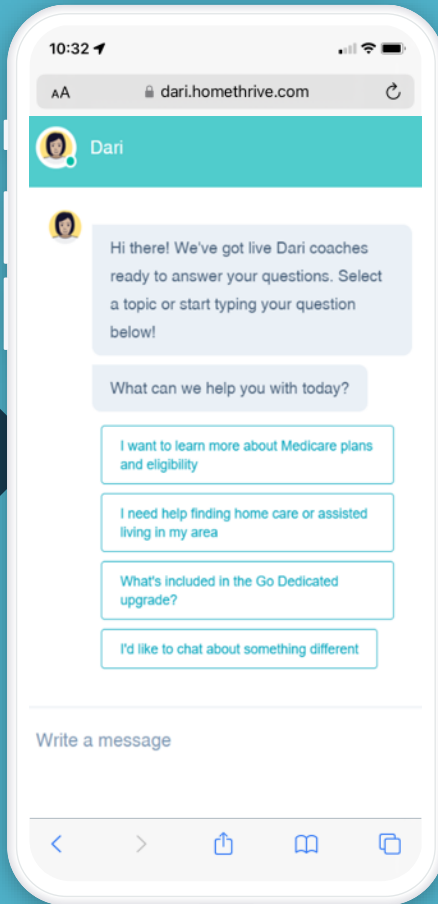 10:32
AA
dari.homethrive.com
Dari
Hi there! We've got live Dari coaches
ready to answer your questions. Select
a topic or start typing your question
below!
What can we help you with today?
I want to learn more about Medicare plans
and eligibility
I need help finding home care or assisted
living in my area
What's included in the Go Dedicated
upgrade?
I'd like to chat about something different
Write a message